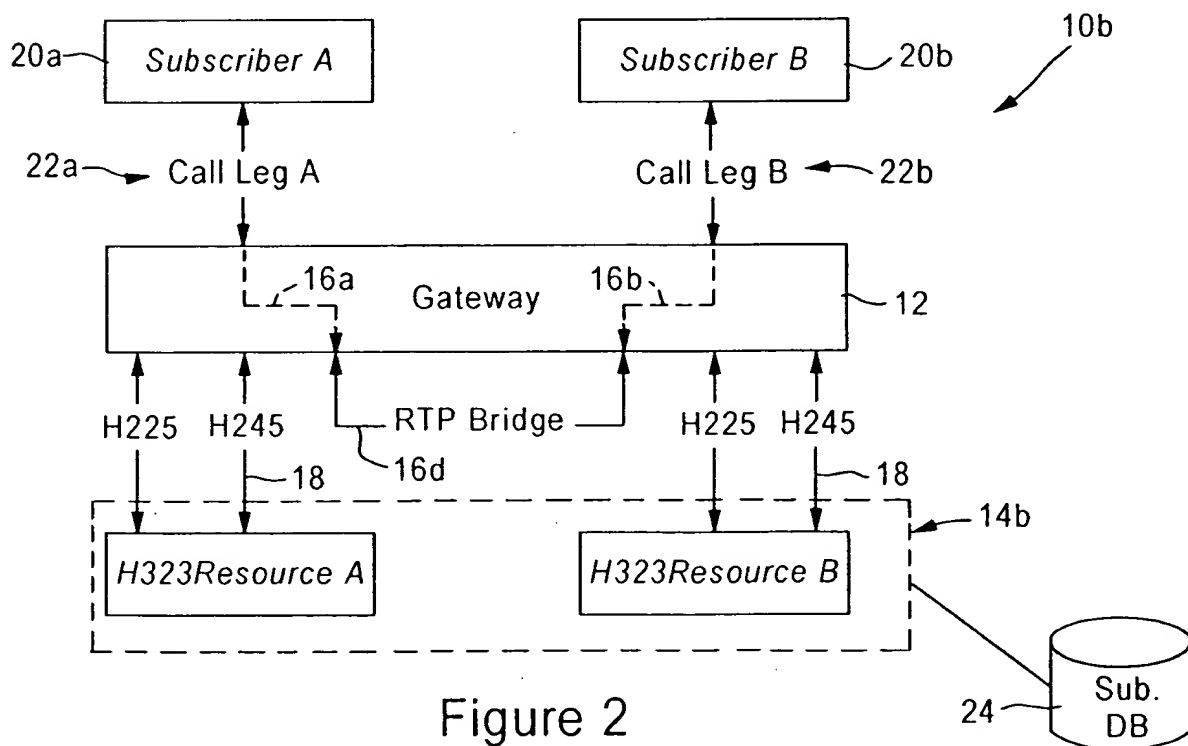 10b
20a
Subscriber A
Subscriber B
20b
22a
Call Leg A
Call Leg B
22b
16a
Gateway
16b
12
H225
H245
RTP Bridge
H225
H245
16d
18
18
14b
H323Resource A
H323Resource B
Sub.
DB
24
Figure 2